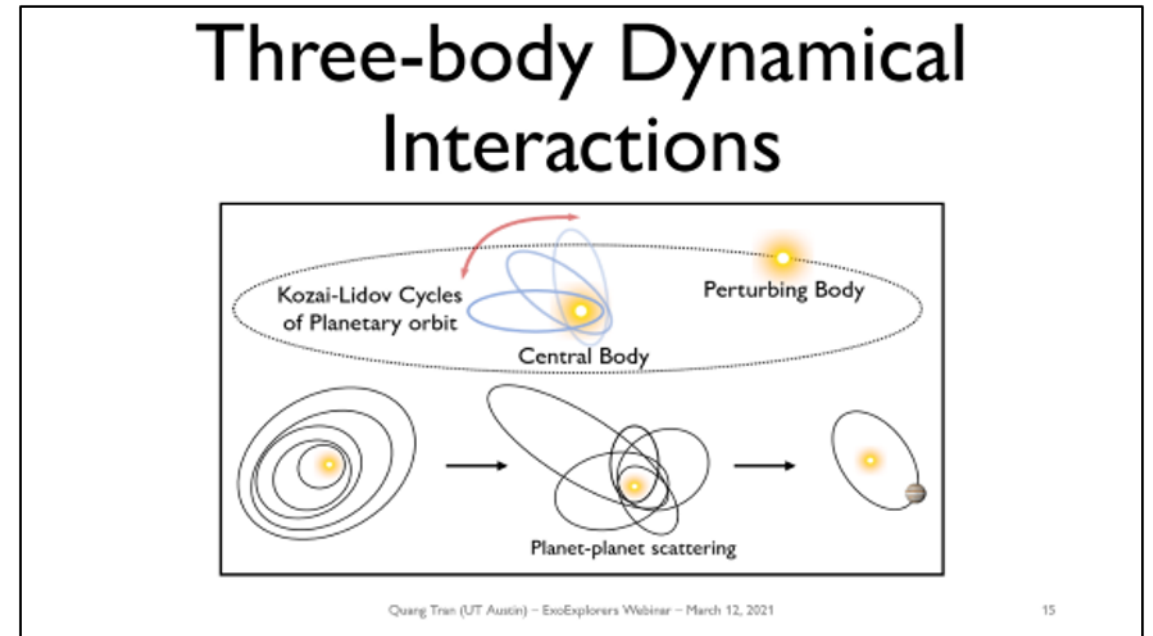 Three-body Dynamical
Interactions
Kozai-Lidov Cycles
of Planetary orbit
Perturbing Body
Central Body
Planet-planet scattering
Quang Tran (UT Austin) – ExoExplorers Webinar – March 12, 2021
15